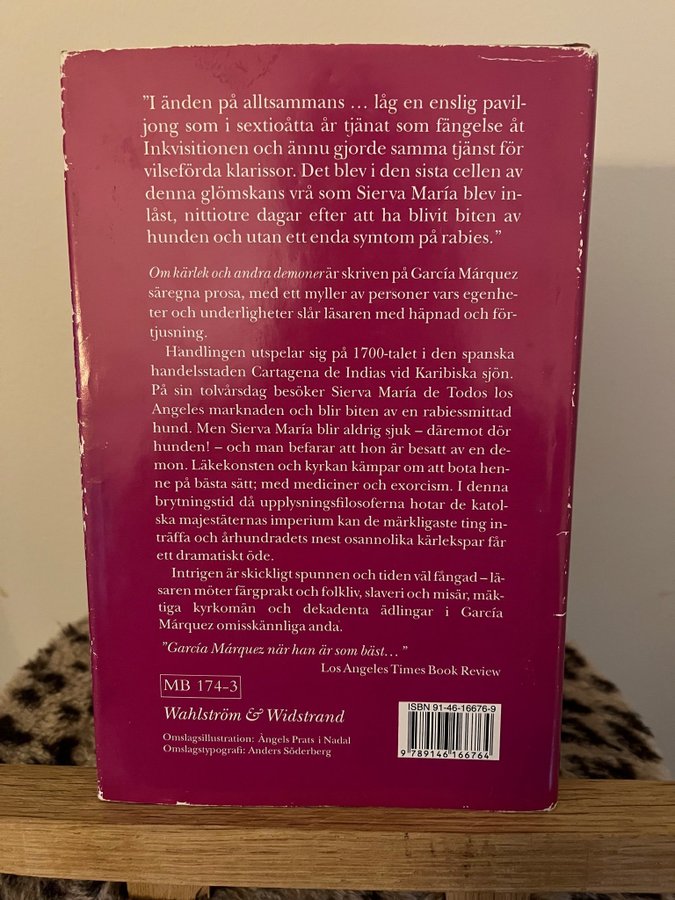 ”I änden på alltsammans … låg en enslig pavil-
jong som i sextioåtta år tjänat som fängelse åt
Inkvisitionen och ännu gjorde samma tjänst för
vilseförda klarissor. Det blev i den sista cellen av
denna glömskans vrå som Sierva María blev in-
låst, nittiotre dagar efter att ha blivit biten av
hunden och utan ett enda symtom på rabies.”
Om kärlek och andra demoner är skriven på García Márquez
säregna prosa, med ett myller av personer vars egenhe-
ter och underligheter slår läsaren med häpnad och för-
tjusning.
Handlingen utspelar sig på 1700-talet i den spanska
handelsstaden Cartagena de Indias vid Karibiska sjön.
På sin tolvårsdag besöker Sierva María de Todos los
Angeles marknaden och blir biten av en rabiessmittad
hund. Men Sierva María blir aldrig sjuk – däremot dör
hunden! – och man befarar att hon är besatt av en de-
mon. Läkekonsten och kyrkan kämpar om att bota hen-
ne på bästa sätt; med mediciner och exorcism. I denna
brytningstid då upplysningsfilosoferna hotar de katol-
ska majestäternas imperium kan de märkligaste ting in-
träffa och århundradets mest osannolika kärlekspar får
ett dramatiskt öde.
Intrigen är skickligt spunnen och tiden väl fångad – lä-
saren möter färgprakt och folkliv, slaveri och misär, mäk-
tiga kyrkomän och dekadenta ädlingar i García
Márquez omisskännliga anda.
”García Márquez när han är som bäst…”
Los Angeles Times Book Review
MB 174-3
Wahlström & Widstrand
Omslagsillustration: Àngels Prats i Nadal
Omslagstypografi: Anders Söderberg
ISBN 91-46-16676-9
9 789146 166764